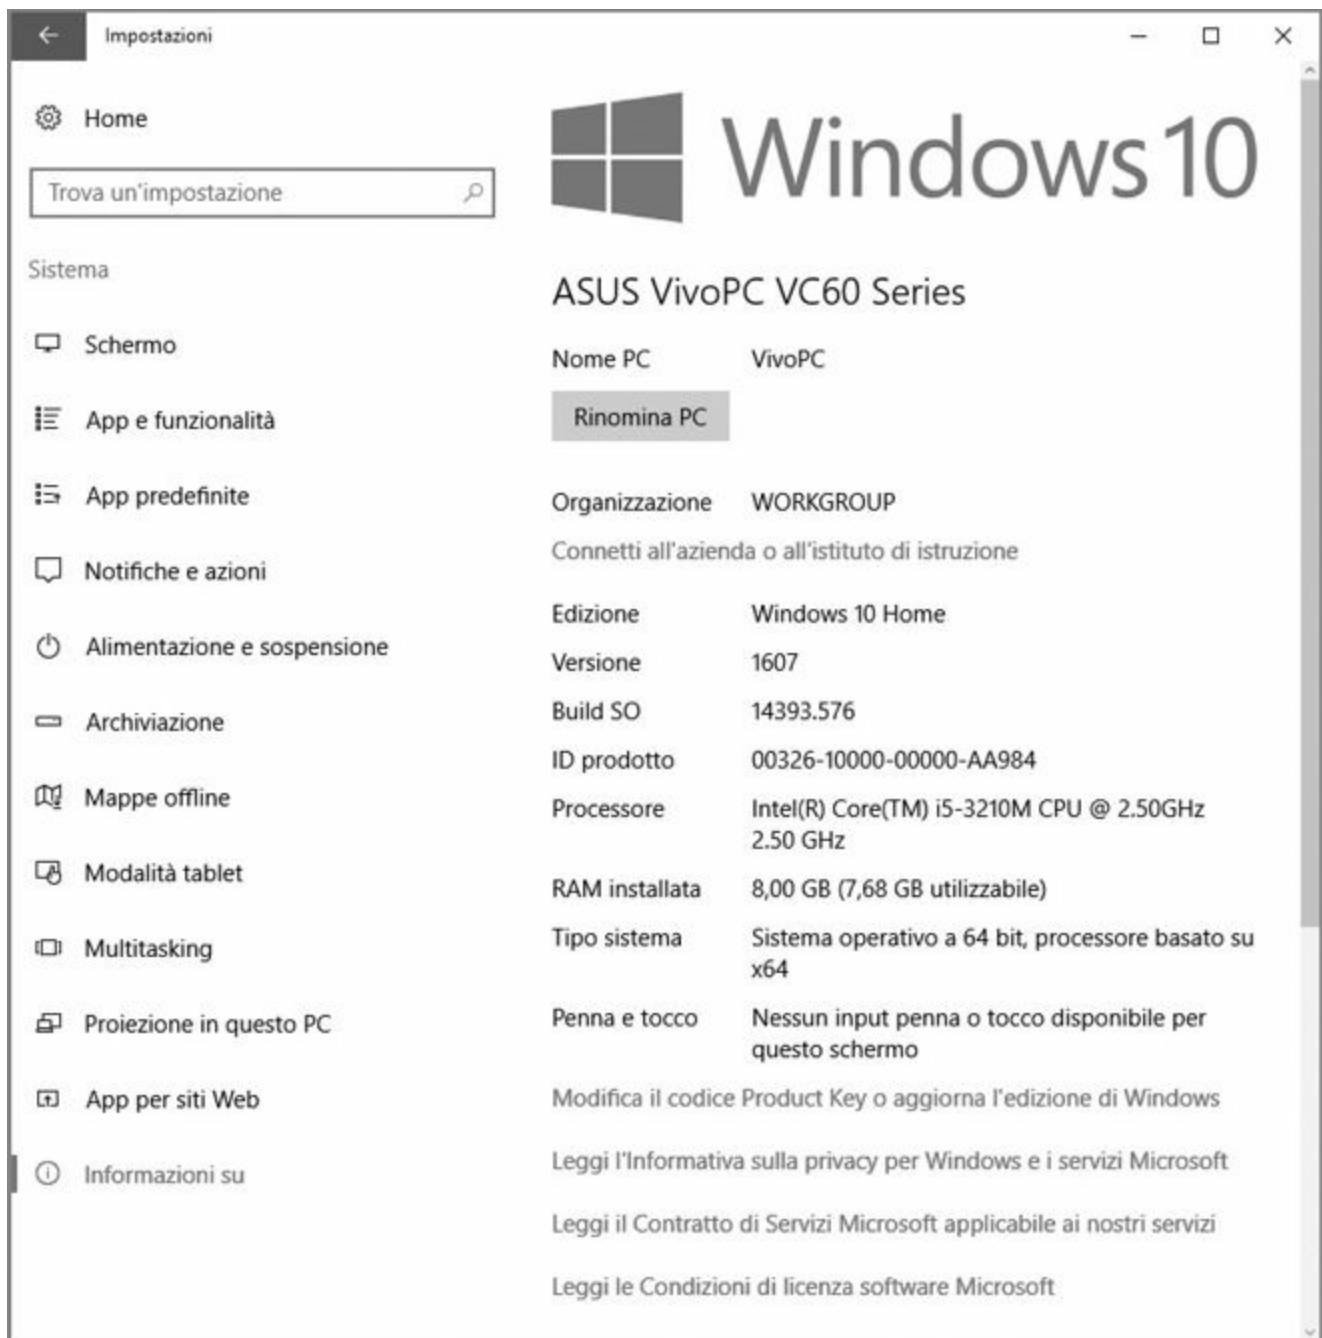 Impostazioni
Home
Trova un'impostazione
Sistema
Schermo
App e funzionalità
App predefinite
Notifiche e azioni
Alimentazione e sospensione
Archiviazione
Mappe offline
Modalità tablet
Multitasking
Proiezione in questo PC
App per siti Web
Informazioni su
Windows 10
ASUS VivoPC VC60 Series
Nome PC VivoPC
Rinomina PC
Organizzazione WORKGROUP
Connetti all'azienda o all'istituto di istruzione
Edizione Windows 10 Home
Versione 1607
Build SO 14393.576
ID prodotto 00326-10000-00000-AA984
Processore Intel(R) Core(TM) i5-3210M CPU @ 2.50GHz
2.50 GHz
RAM installata 8,00 GB (7,68 GB utilizzabile)
Tipo sistema Sistema operativo a 64 bit, processore basato su
x64
Penna e tocco Nessun input penna o tocco disponibile per
questo schermo
Modifica il codice Product Key o aggiorna l'edizione di Windows
Leggi l'Informativa sulla privacy per Windows e i servizi Microsoft
Leggi il Contratto di Servizi Microsoft applicabile ai nostri servizi
Leggi le Condizioni di licenza software Microsoft